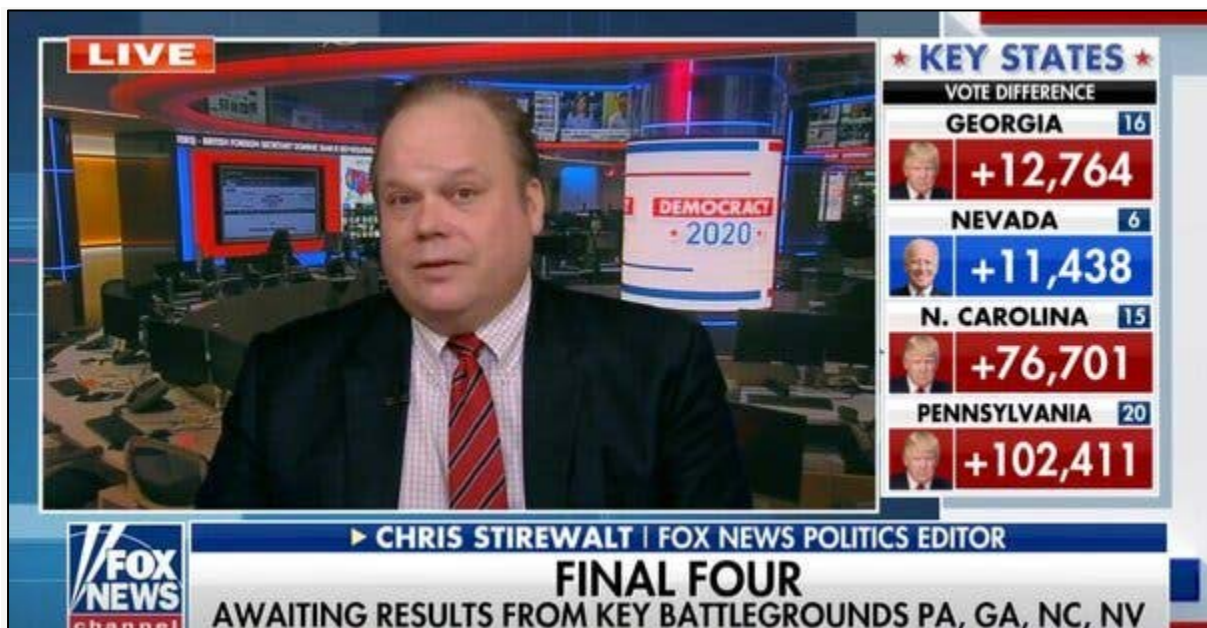 LIVE
DEMOCRACY
2020
KEY STATES
VOTE DIFFERENCE
GEORGIA 16
+12,764
NEVADA 6
+11,438
N. CAROLINA 15
+76,701
PENNSYLVANIA 20
+102,411
CHRIS STIREWALT | FOX NEWS POLITICS EDITOR
FINAL FOUR
AWAITING RESULTS FROM KEY BATTLEGROUNDS PA, GA, NC, NV
FOX
NEWS
channel